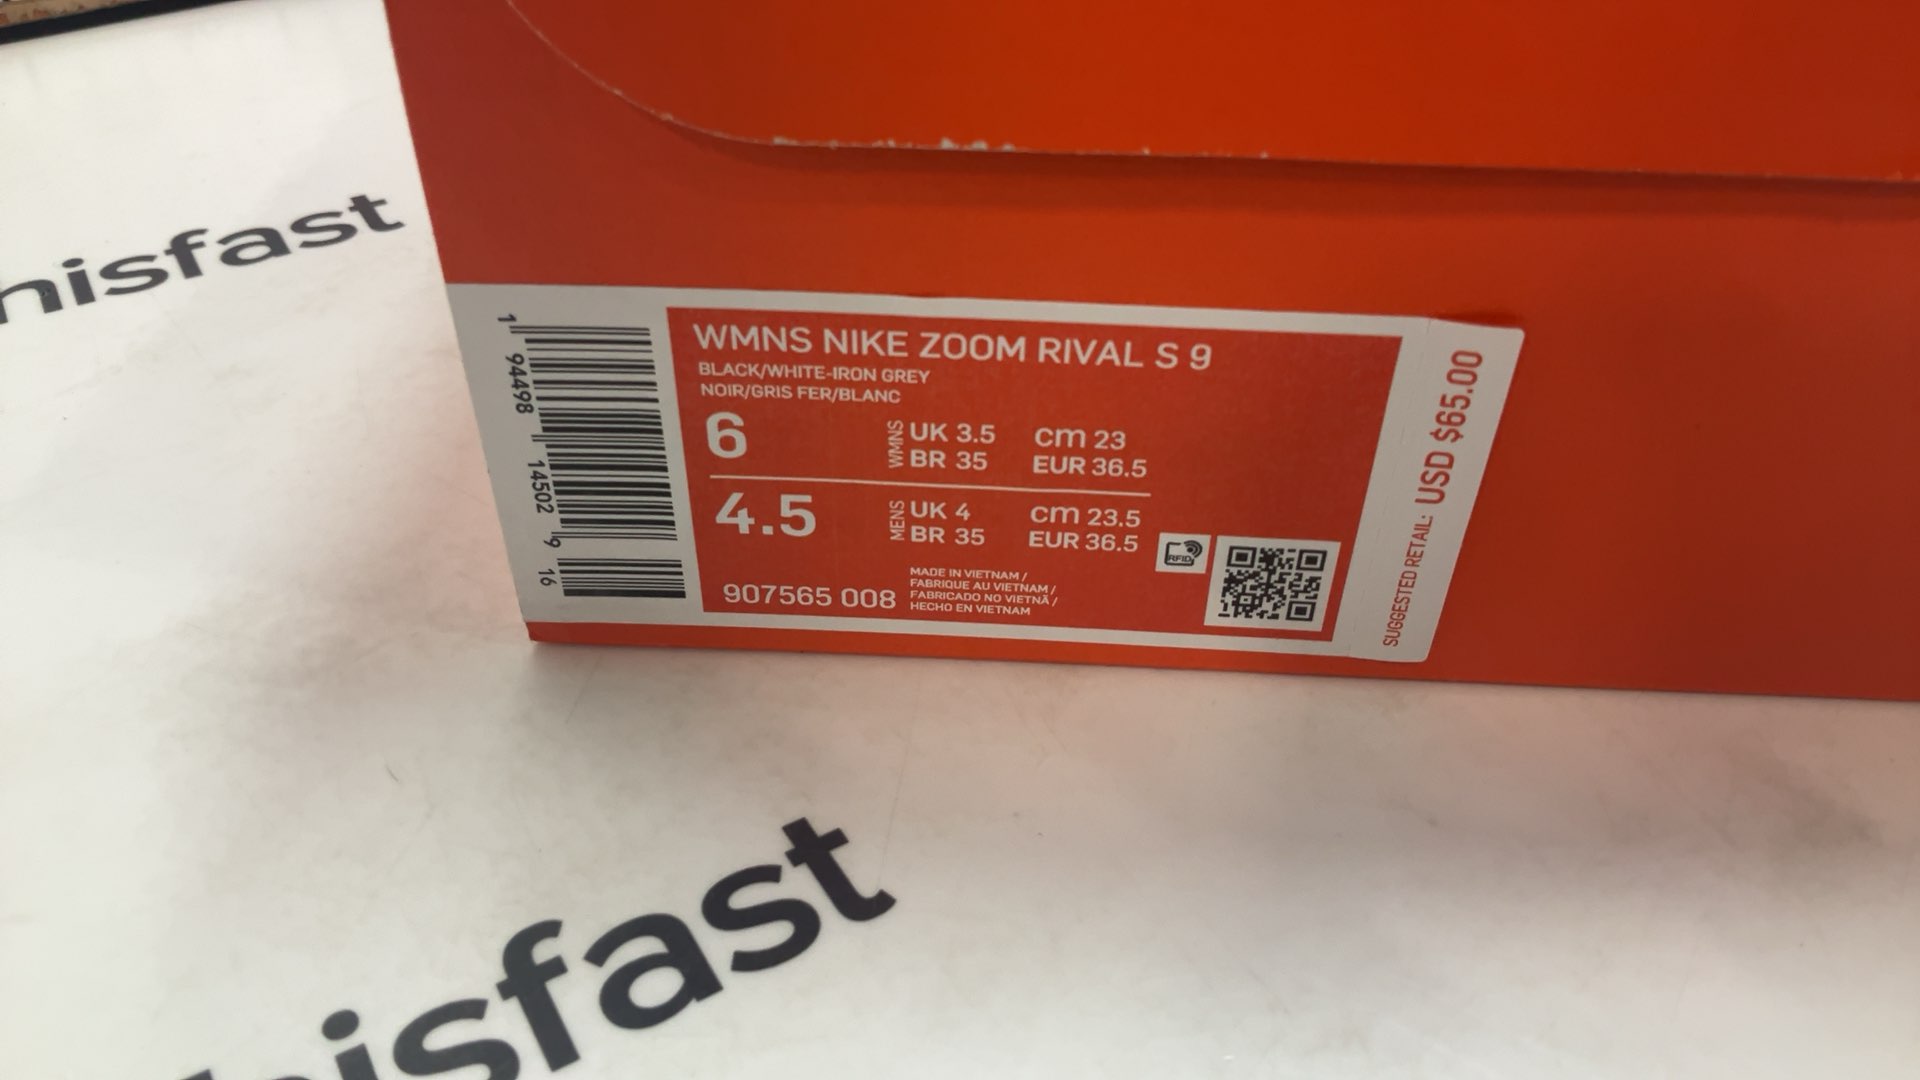 hisfast
WMNS NIKE ZOOM RIVAL S 9
BLACK/WHITE-IRON GREY
NOIR/GRIS FER/BLANC
6 WMNS UK 3.5 cm 23
BR 35 EUR 36.5
4.5 MENS UK 4 cm 23.5
BR 35 EUR 36.5
907565 008
MADE IN VIETNAM /
FABRIQUE AU VIETNAM /
FABRICADO NO VIETNÃ /
HECHO EN VIETNAM
RFID
1 94498 14502 9 16
SUGGESTED RETAIL: USD $65.00
hisfast